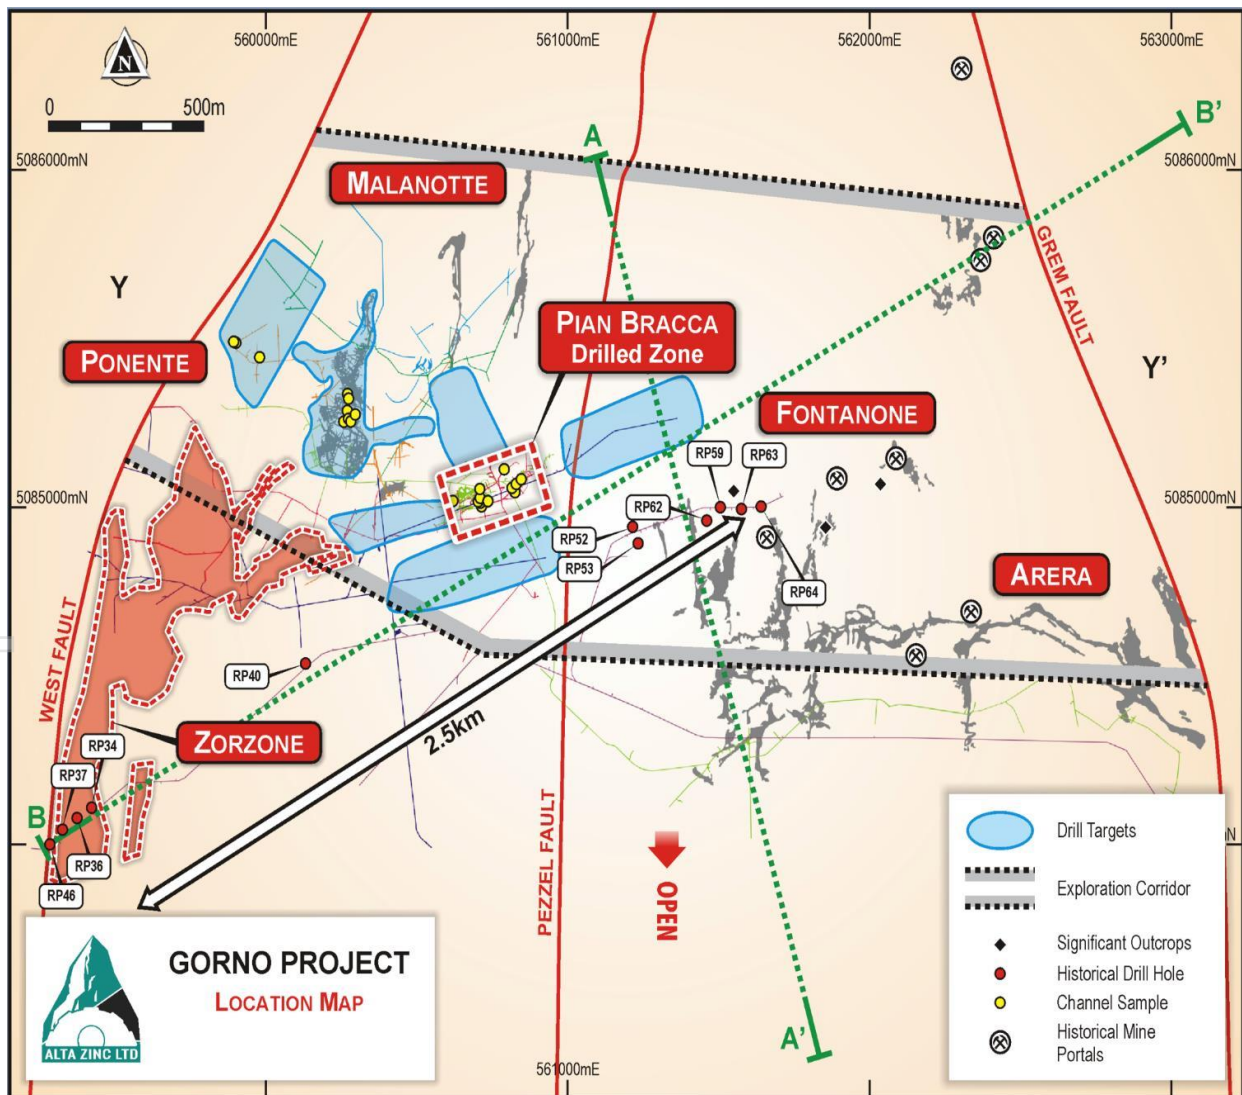 560000mE
561000mE
562000mE
563000mE
N
0
500m
5086000mN
A
B'
MALANOTTE
GREM FAULT
Y
PIAN BRACCA
Drilled Zone
PONENTE
Y'
FONTANONE
RP59
RP63
5085000mN
RP62
RP52
RP53
RP64
ARERA
WEST FAULT
RP40
2.5km
ZORZONE
RP34
RP37
B
RP36
RP46
PEZZEL FAULT
OPEN
Drill Targets
N
Exploration Corridor
Significant Outcrops
Historical Drill Hole
Channel Sample
Historical Mine
Portals
GORNO PROJECT
LOCATION MAP
ALTA ZINC LTD
A'
561000mE